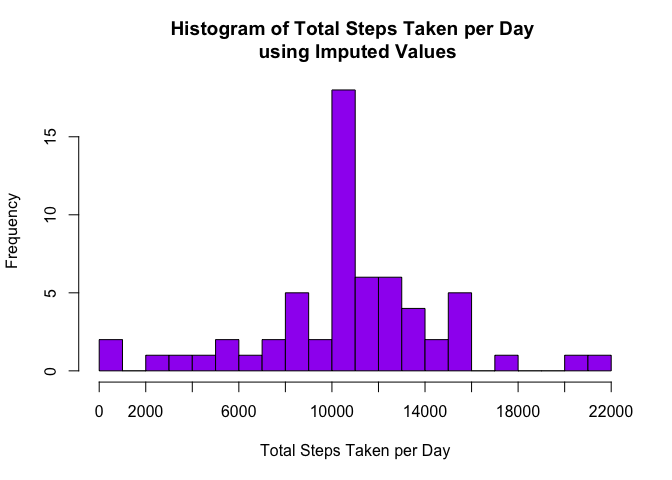 Histogram of Total Steps Taken per Day
using Imputed Values
Frequency
15
10
5
0
0 2000 6000 10000 14000 18000 22000
Total Steps Taken per Day